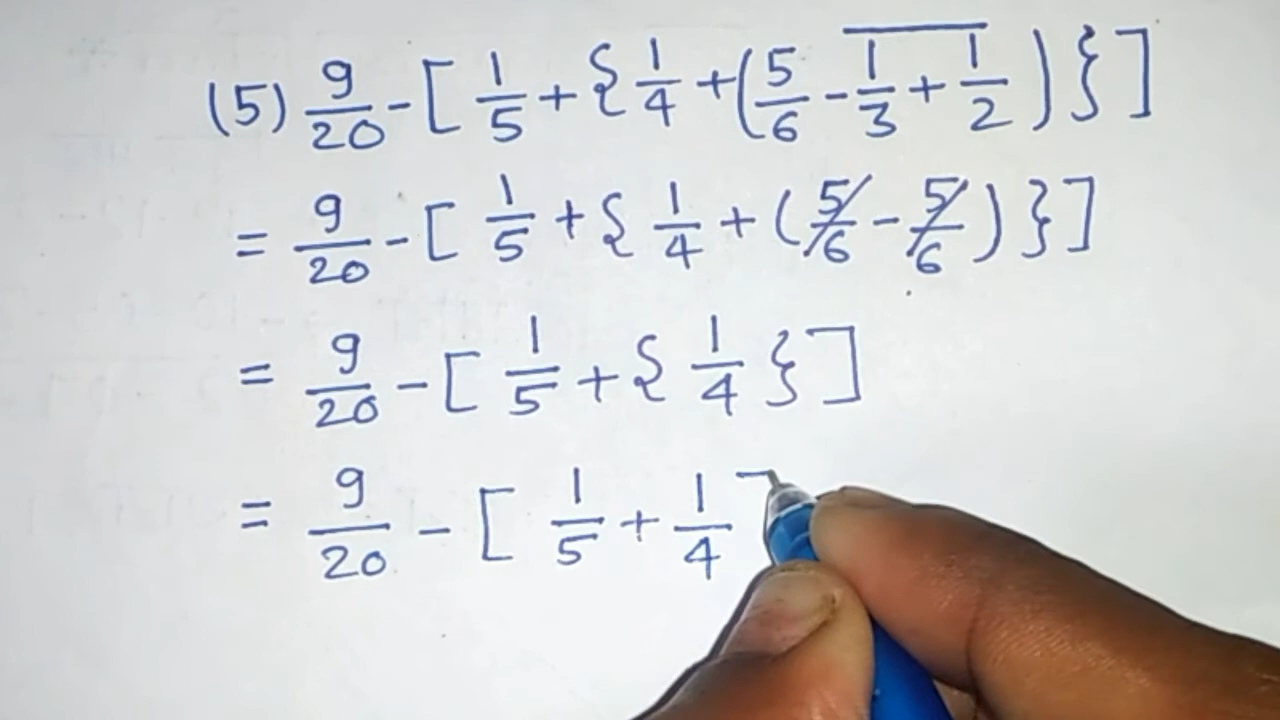 (5) 9/20 - [ 1/5 + { 1/4 + ( 5/6 - \overline{1/3 + 1/2} ) } ]
= 9/20 - [ 1/5 + { 1/4 + ( 5/6 - 5/6 ) } ]
= 9/20 - [ 1/5 + { 1/4 } ]
= 9/20 - [ 1/5 + 1/4